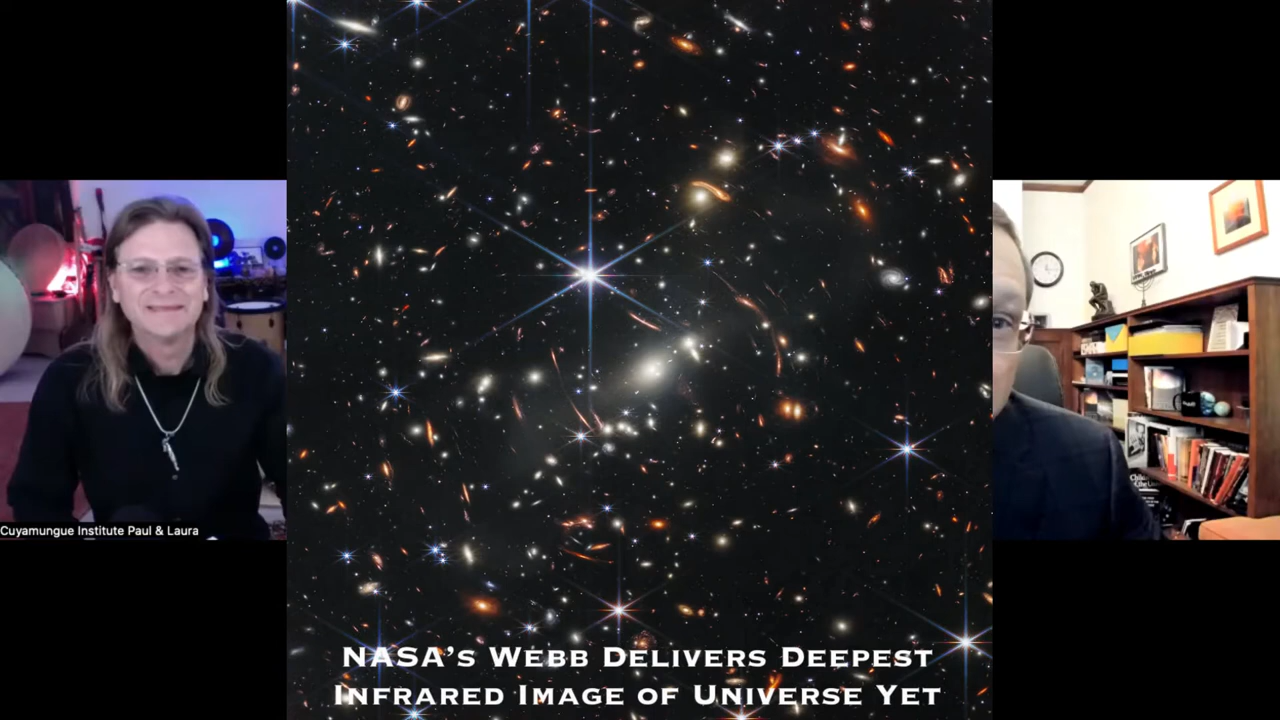 Cuyamungue Institute Paul & Laura
NASA's Webb Delivers Deepest
Infrared Image of Universe Yet